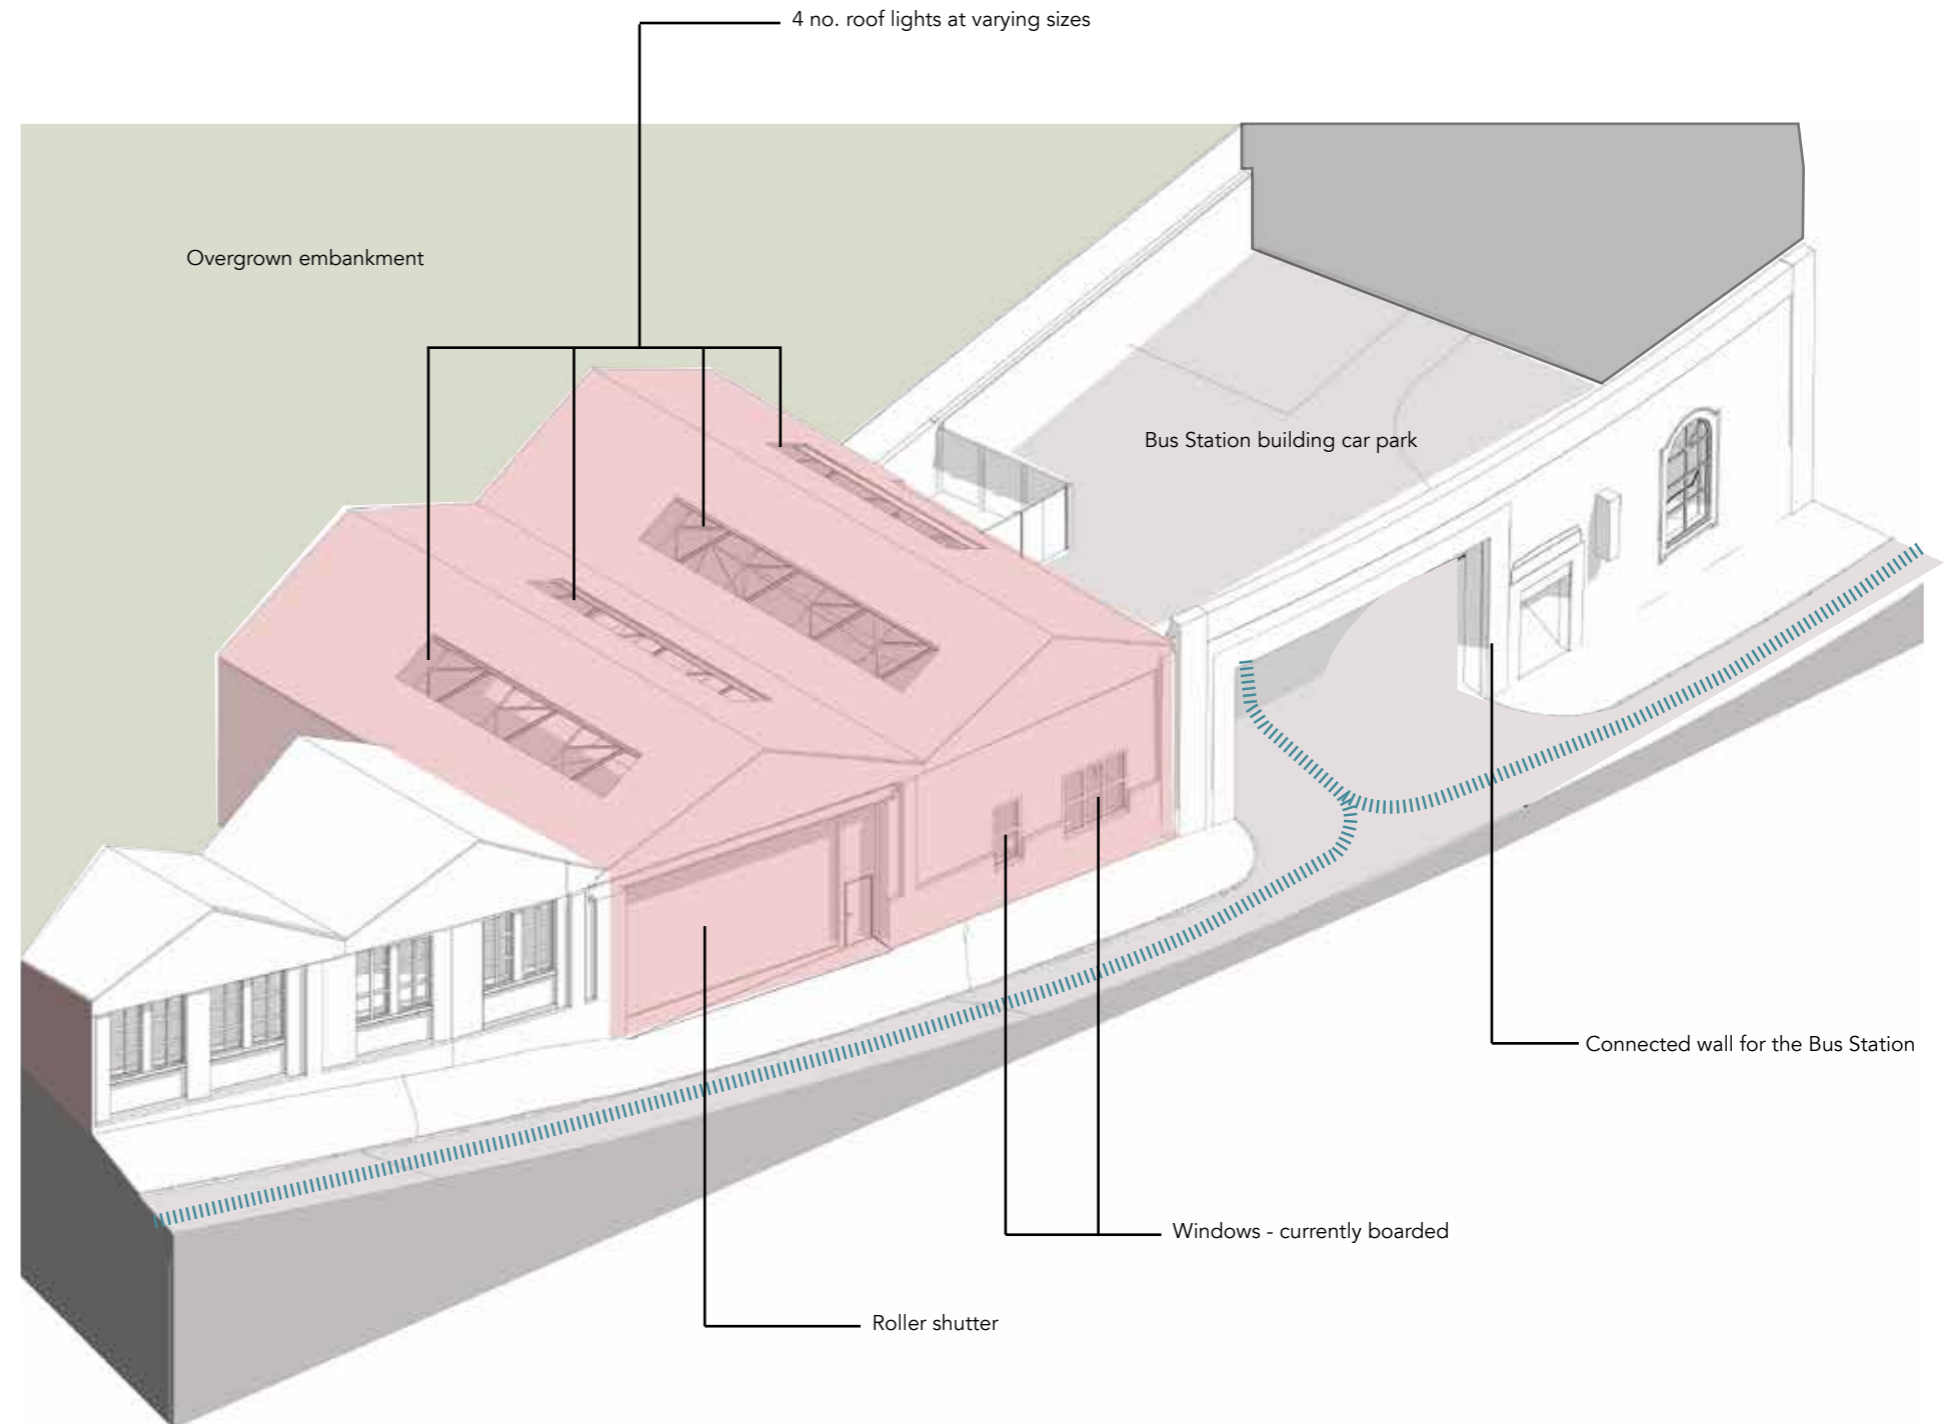 4 no. roof lights at varying sizes
Overgrown embankment
Bus Station building car park
Connected wall for the Bus Station
Windows - currently boarded
Roller shutter